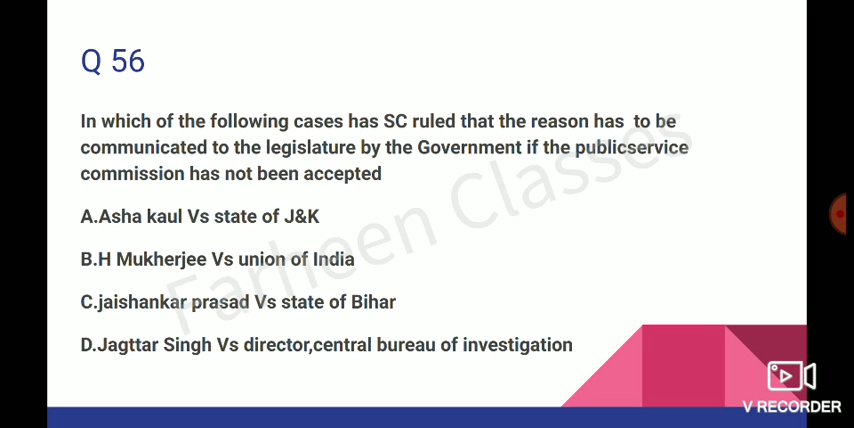 Q 56
In which of the following cases has SC ruled that the reason has to be
communicated to the legislature by the Government if the publicservice
commission has not been accepted
A.Asha kaul Vs state of J&K
B.H Mukherjee Vs union of India
C.jaishankar prasad Vs state of Bihar
D.Jagttar Singh Vs director,central bureau of investigation
Farheen Classes
V RECORDER